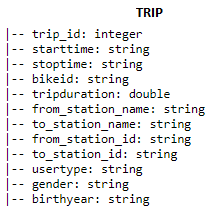 TRIP
|-- trip_id: integer
|-- starttime: string
|-- stoptime: string
|-- bikeid: string
|-- tripduration: double
|-- from_station_name: string
|-- to_station_name: string
|-- from_station_id: string
|-- to_station_id: string
|-- usertype: string
|-- gender: string
|-- birthyear: string